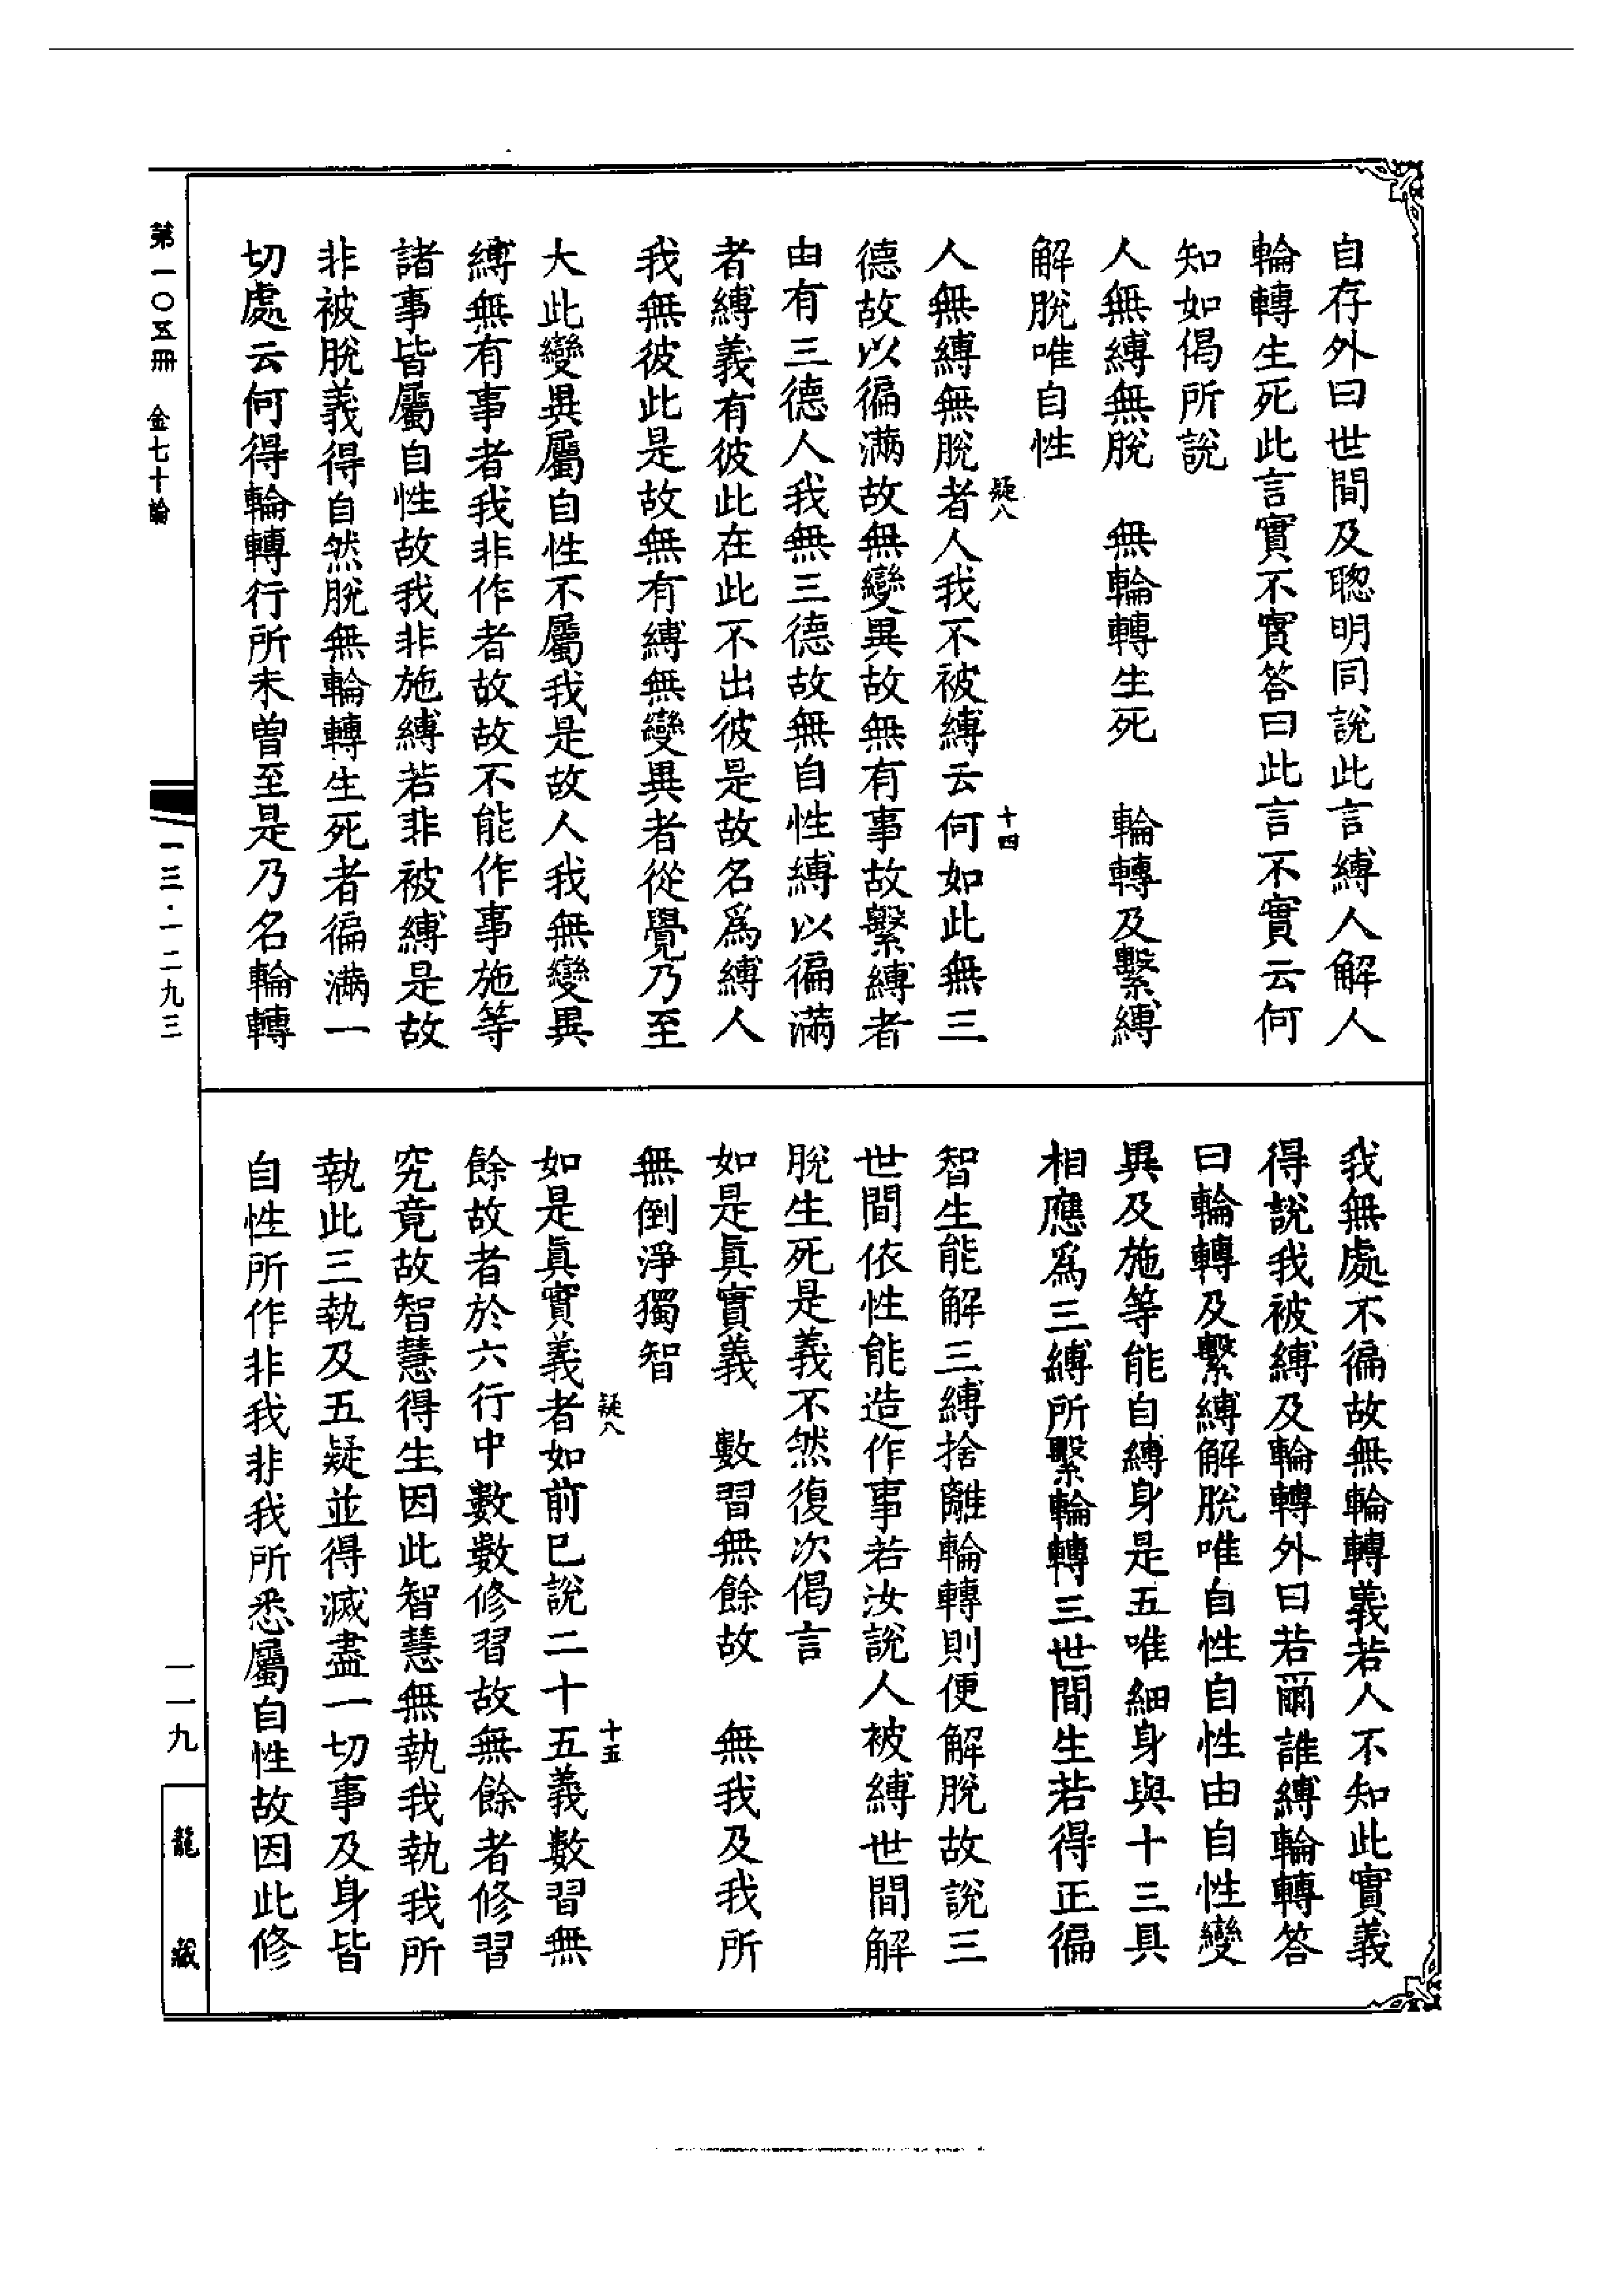 自存外曰世間及聰明同說此言縛人解人
輪轉生死此言實不實答曰此言不實云何
知如偈所說
人無縛無脫　無輪轉生死　輪轉及繫縛
解脫唯自性
疑八　十四
人無縛無脫者人我不被縛云何如此無三
德故以徧滿故無變異故無有事故繫縛者
由有三德人我無三德故無自性縛以徧滿
者縛義有彼此在此不出彼是故名爲縛人
我無彼此是故無有縛無變異者從覺乃至
大此變異屬自性不屬我是故人我無變異
縛無有事者我非作者故故不能作事施等
諸事皆屬自性故我非施縛若非被縛是故
非被脫義得自然脫無輪轉生死者徧滿一
切處云何得輪轉行所未曾至是乃名輪轉
我無處不徧故無輪轉義若人不知此實義
得說我被縛及輪轉外曰若爾誰縛輪轉答
曰輪轉及繫縛解脫唯自性自性由自性變
異及施等能自縛身是五唯細身與十三具
相應爲三縛所繫輪轉三世間生若得正徧
智生能解三縛捨離輪轉則便解脫故說三
世間依性能造作事若汝說人被縛世間解
脫生死是義不然復次偈言
如是眞實義　數習無餘故　無我及我所
無倒淨獨智
疑八　十五
如是眞實義者如前已說二十五義數習無
餘故者於六行中數數修習故無餘者修習
究竟故智慧得生因此智慧無執我執我所
執此三執及五疑並得滅盡一切事及身皆
自性所作非我非我所悉屬自性故因此修
第一〇五冊　金七十論
一三·一二九三
一一九
龍藏